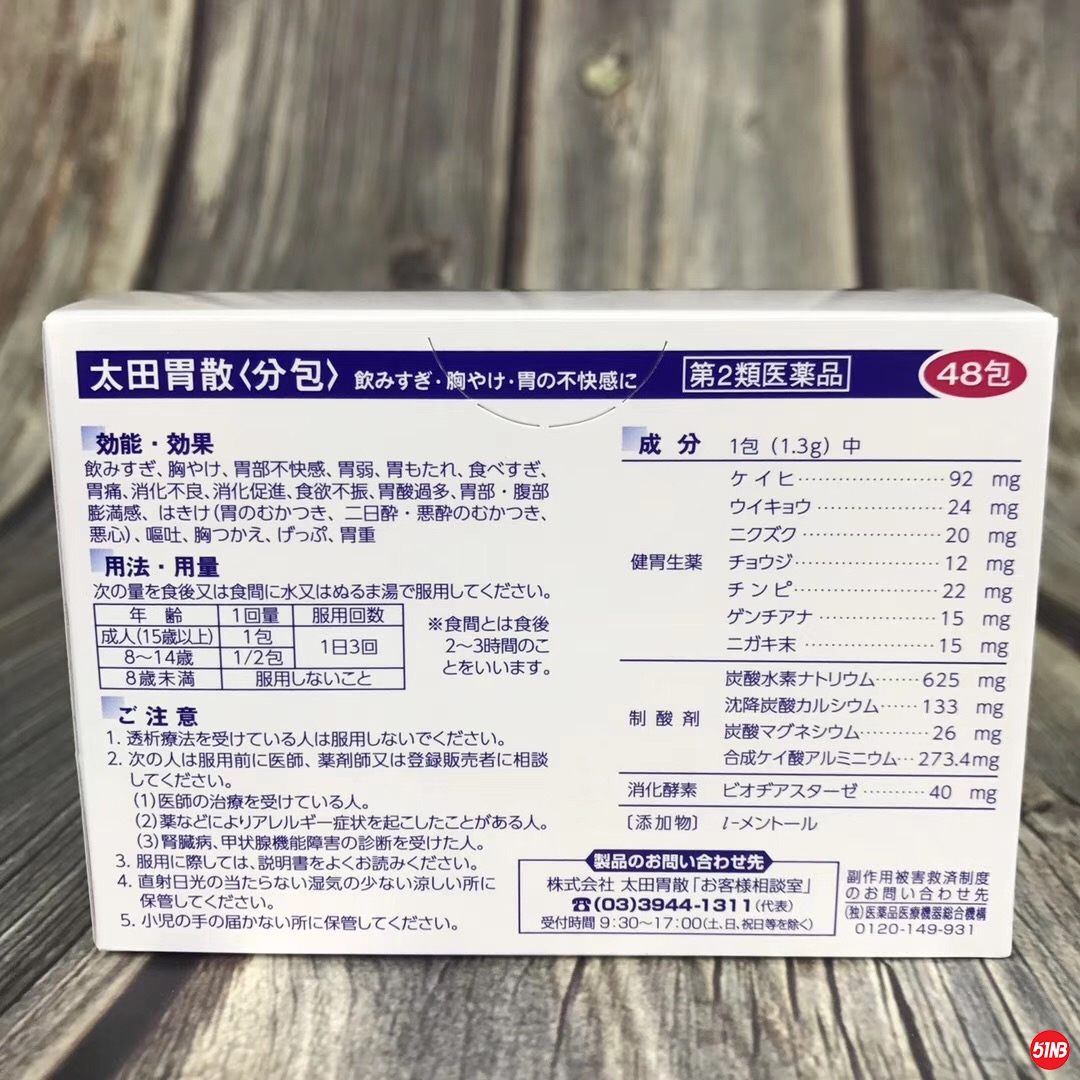 太田胃散〈分包〉 飲みすぎ・胸やけ・胃の不快感に 第2類医薬品 48包
効能・効果
飲みすぎ、胸やけ、胃部不快感、胃弱、胃もたれ、食べすぎ、
胃痛、消化不良、消化促進、食欲不振、胃酸過多、胃部・腹部
膨満感、はきけ(胃のむかつき、二日酔・悪酔のむかつき、
悪心)、嘔吐、胸つかえ、げっぷ、胃重
用法・用量
次の量を食後又は食間に水又はぬるま湯で服用してください。
年 齢 1回量 服用回数
成人(15歳以上) 1包 1日3回
8〜14歳 1/2包
8歳未満 服用しないこと
※食間とは食後
2〜3時間のこ
とをいいます。
ご注意
1. 透析療法を受けている人は服用しないでください。
2. 次の人は服用前に医師、薬剤師又は登録販売者に相談
してください。
(1)医師の治療を受けている人。
(2)薬などによりアレルギー症状を起こしたことがある人。
(3)腎臓病、甲状腺機能障害の診断を受けた人。
3. 服用に際しては、説明書をよくお読みください。
4. 直射日光の当たらない湿気の少ない涼しい所に
保管してください。
5. 小児の手の届かない所に保管してください。
成 分 1包 (1.3g) 中
健胃生薬
ケイヒ…………………92 mg
ウイキョウ……………24 mg
ニクズク………………20 mg
チョウジ………………12 mg
チンピ…………………22 mg
ゲンチアナ……………15 mg
ニガキ末………………15 mg
制酸剤
炭酸水素ナトリウム……625 mg
沈降炭酸カルシウム……133 mg
炭酸マグネシウム………26 mg
合成ケイ酸アルミニウム…273.4mg
消化酵素 ビオヂアスターゼ………40 mg
〔添加物〕 l-メントール
製品のお問い合わせ先
株式会社 太田胃散「お客様相談室」
☎(03)3944-1311(代表)
受付時間 9:30〜17:00(土、日、祝日等を除く)
副作用被害救済制度
のお問い合わせ先
(独)医薬品医療機器総合機構
0120-149-931
51NB